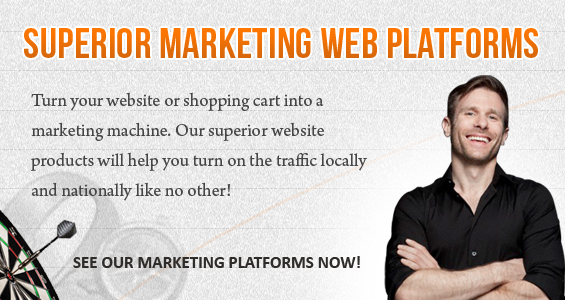 SUPERIOR MARKETING WEB PLATFORMS
Turn your website or shopping cart into a
marketing machine. Our superior website
products will help you turn on the traffic locally
and nationally like no other!
SEE OUR MARKETING PLATFORMS NOW!